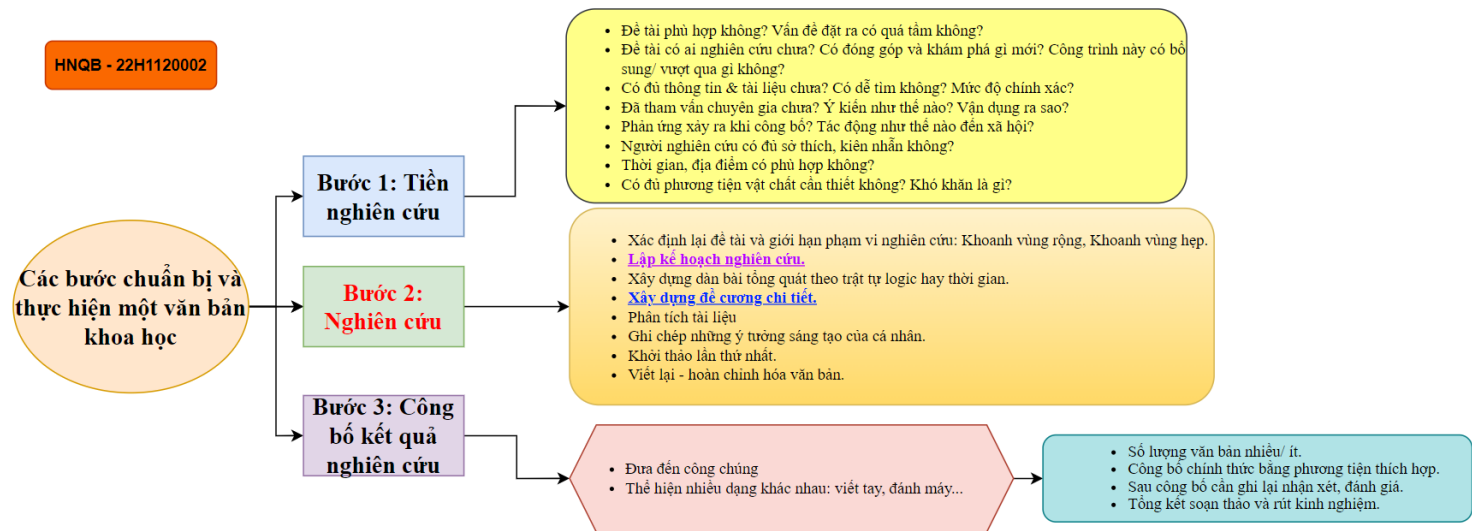 HNQB - 22H1120002
Các bước chuẩn bị và
thực hiện một văn bản
khoa học
Bước 1: Tiền
nghiên cứu
Đề tài phù hợp không? Vấn đề đặt ra có quá tầm không?
Đề tài có ai nghiên cứu chưa? Có đóng góp và khám phá gì mới? Công trình này có bổ
sung/ vượt qua gì không?
Có đủ thông tin & tài liệu chưa? Có dễ tìm không? Mức độ chính xác?
Đã tham vấn chuyên gia chưa? Ý kiến như thế nào? Vận dụng ra sao?
Phản ứng xảy ra khi công bố? Tác động như thế nào đến xã hội?
Người nghiên cứu có đủ sở thích, kiên nhẫn không?
Thời gian, địa điểm có phù hợp không?
Có đủ phương tiện vật chất cần thiết không? Khó khăn là gì?
Bước 2:
Nghiên cứu
Xác định lại đề tài và giới hạn phạm vi nghiên cứu: Khoanh vùng rộng, Khoanh vùng hẹp.
Lập kế hoạch nghiên cứu.
Xây dựng dàn bài tổng quát theo trật tự logic hay thời gian.
Xây dựng đề cương chi tiết.
Phân tích tài liệu
Ghi chép những ý tưởng sáng tạo của cá nhân.
Khởi thảo lần thứ nhất.
Viết lại - hoàn chỉnh hóa văn bản.
Bước 3: Công
bố kết quả
nghiên cứu
Đưa đến công chúng
Thể hiện nhiều dạng khác nhau: viết tay, đánh máy...
Số lượng văn bản nhiều/ ít.
Công bố chính thức bằng phương tiện thích hợp.
Sau công bố cần ghi lại nhận xét, đánh giá.
Tổng kết soạn thảo và rút kinh nghiệm.